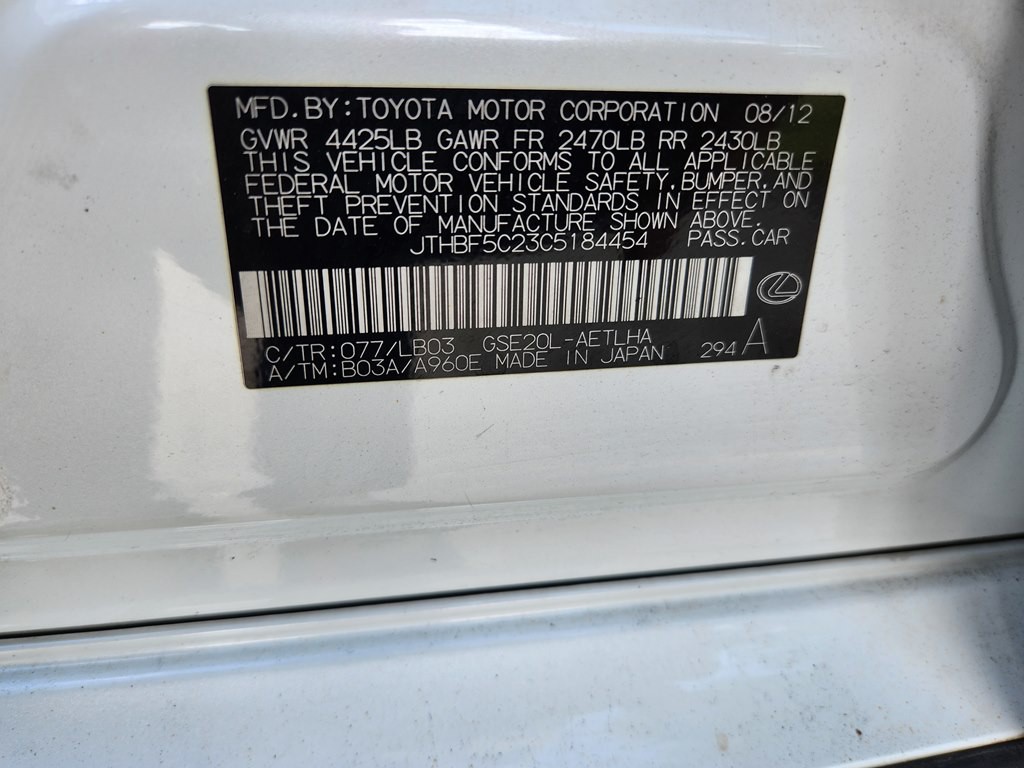 MFD.BY:TOYOTA MOTOR CORPORATION 08/12
GVWR 4425LB GAWR FR 2470LB RR 2430LB
THIS VEHICLE CONFORMS TO ALL APPLICABLE
FEDERAL MOTOR VEHICLE SAFETY,BUMPER,AND
THEFT PREVENTION STANDARDS IN EFFECT ON
THE DATE OF MANUFACTURE SHOWN ABOVE.
JTHBF5C23C5184454 PASS.CAR
C/TR:077/LB03 GSE20L-AETLHA
A/TM:B03A/A960E MADE IN JAPAN 294 A